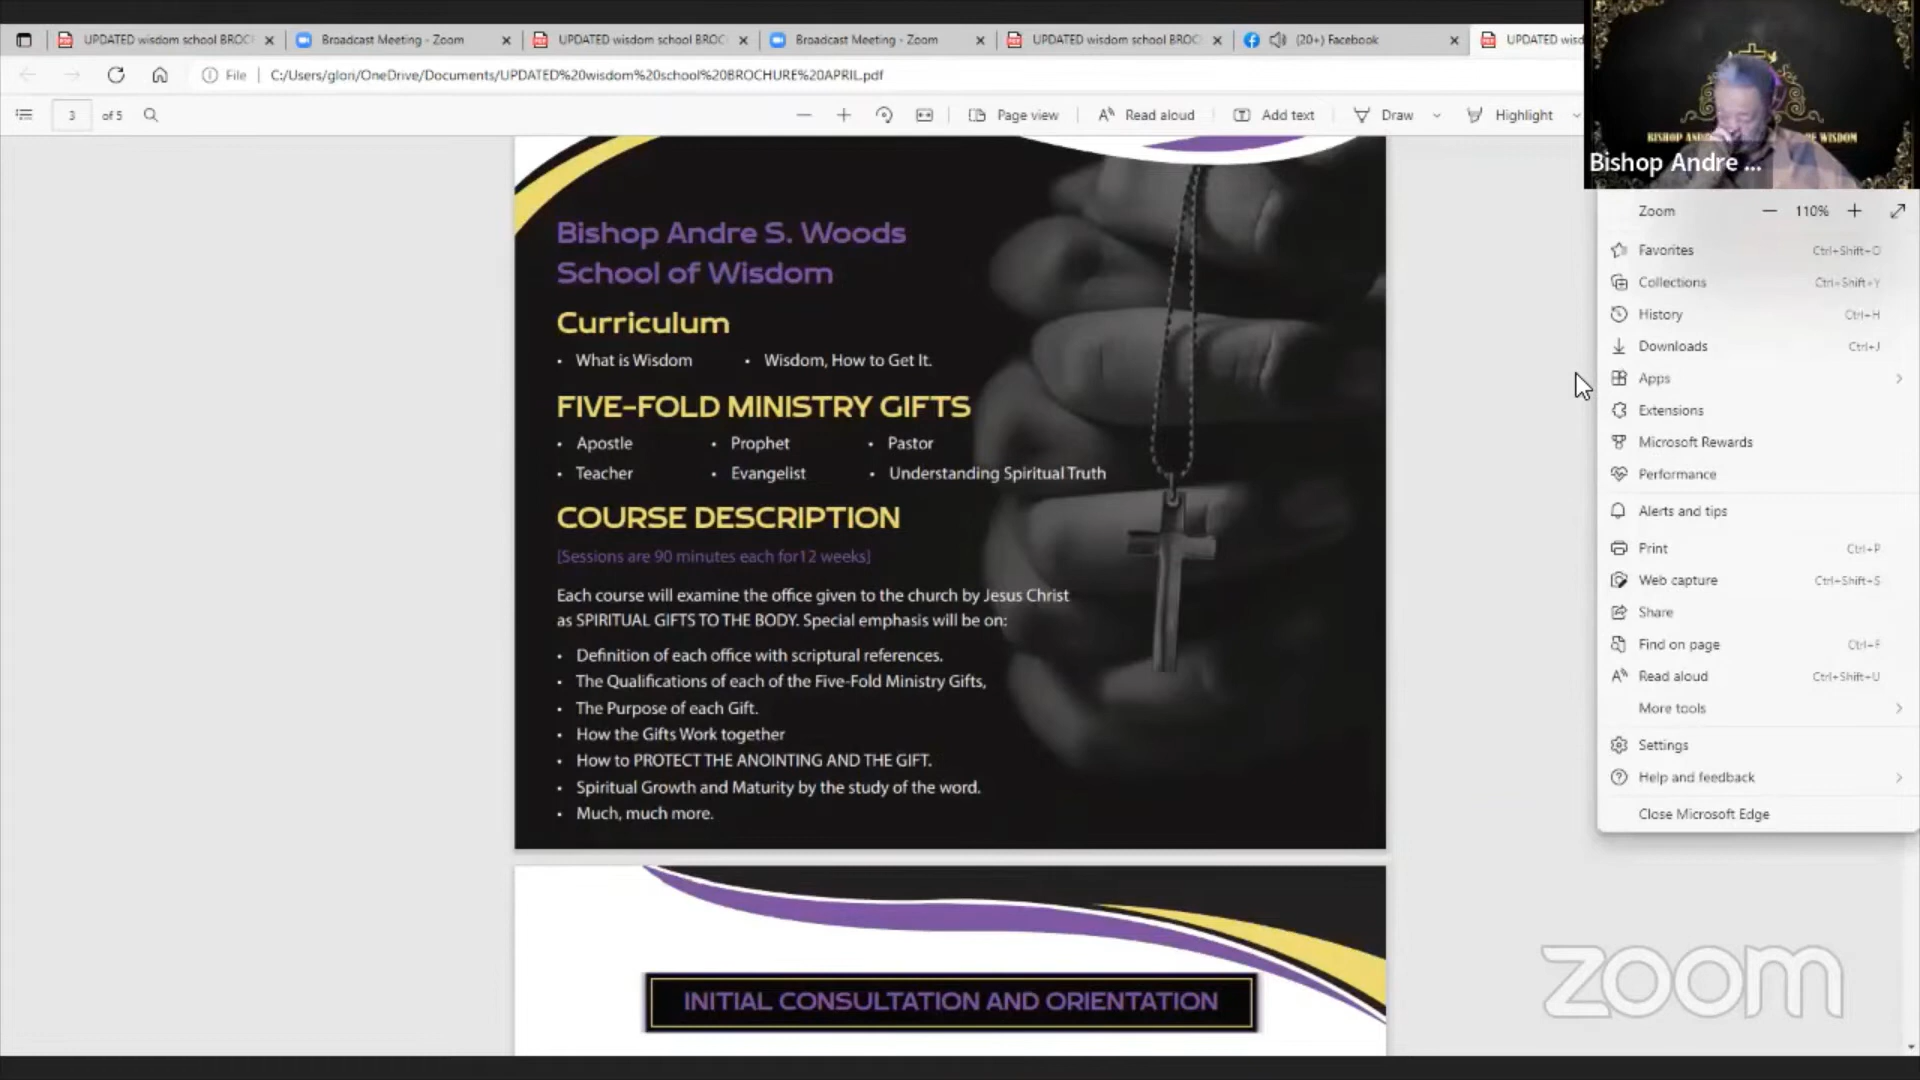 UPDATED wisdom school BROC
Broadcast Meeting - Zoom
UPDATED wisdom school BROC
Broadcast Meeting - Zoom
UPDATED wisdom school BROC
(20+) Facebook
UPDATED wisd
File
C:/Users/glori/OneDrive/Documents/UPDATED%20wisdom%20school%20BROCHURE%20APRIL.pdf
3 of 5
Page view
Read aloud
Add text
Draw
Highlight
WISDOM
Bishop Andre ...
Bishop Andre S. Woods
School of Wisdom
Curriculum
• What is Wisdom • Wisdom, How to Get It.
FIVE-FOLD MINISTRY GIFTS
• Apostle • Prophet • Pastor
• Teacher • Evangelist • Understanding Spiritual Truth
COURSE DESCRIPTION
[Sessions are 90 minutes each for12 weeks]
Each course will examine the office given to the church by Jesus Christ
as SPIRITUAL GIFTS TO THE BODY. Special emphasis will be on:
• Definition of each office with scriptural references.
• The Qualifications of each of the Five-Fold Ministry Gifts,
• The Purpose of each Gift.
• How the Gifts Work together
• How to PROTECT THE ANOINTING AND THE GIFT.
• Spiritual Growth and Maturity by the study of the word.
• Much, much more.
INITIAL CONSULTATION AND ORIENTATION
Zoom — 110% +
Favorites Ctrl+Shift+O
Collections Ctrl+Shift+Y
History Ctrl+H
Downloads Ctrl+J
Apps
Extensions
Microsoft Rewards
Performance
Alerts and tips
Print Ctrl+P
Web capture Ctrl+Shift+S
Share
Find on page Ctrl+F
Read aloud Ctrl+Shift+U
More tools
Settings
Help and feedback
Close Microsoft Edge
zoom